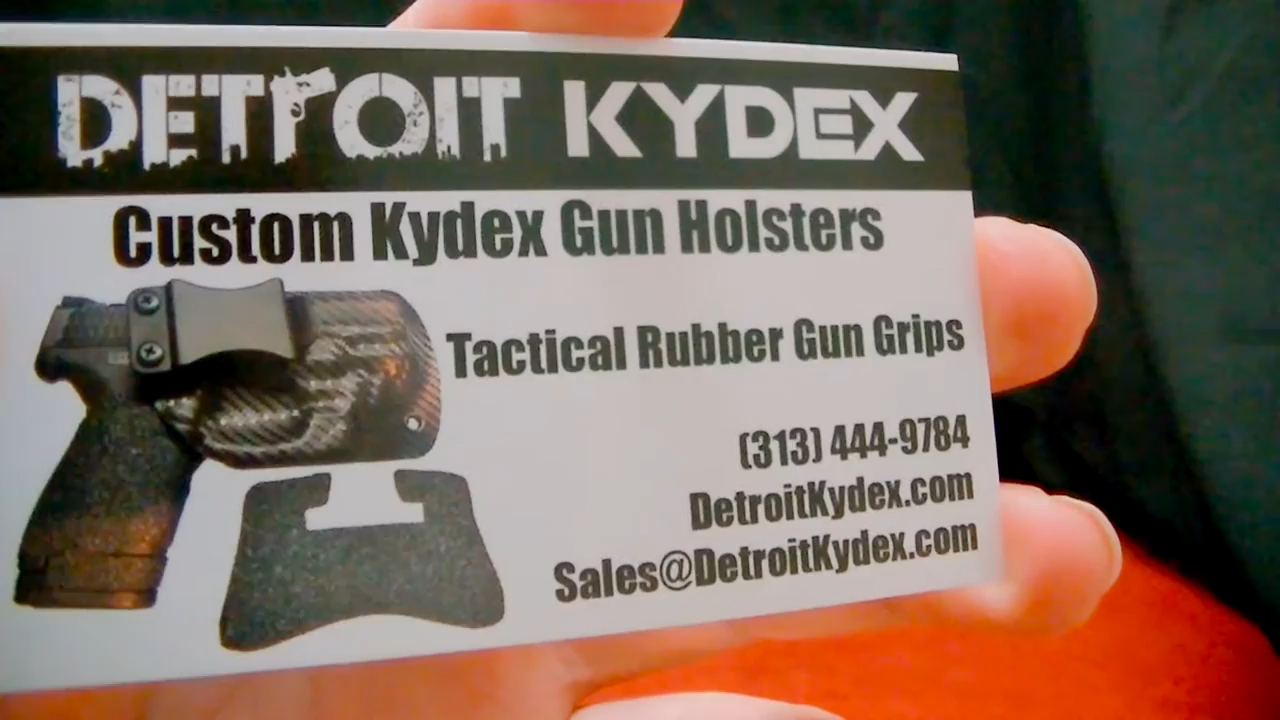 DETROIT KYDEX
Custom Kydex Gun Holsters
Tactical Rubber Gun Grips
(313) 444-9784
DetroitKydex.com
Sales@DetroitKydex.com